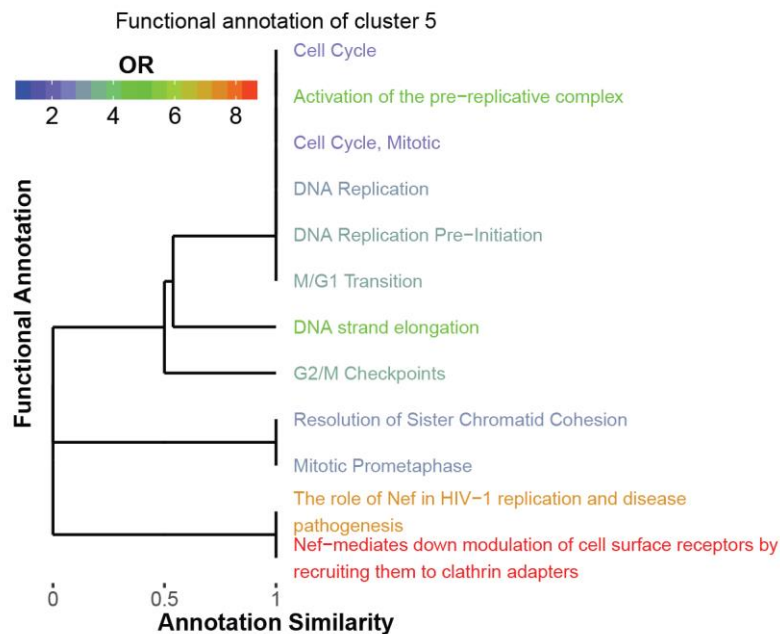 Functional annotation of cluster 5
OR
2 4 6 8
Functional Annotation
Cell Cycle
Activation of the pre−replicative complex
Cell Cycle, Mitotic
DNA Replication
DNA Replication Pre−Initiation
M/G1 Transition
DNA strand elongation
G2/M Checkpoints
Resolution of Sister Chromatid Cohesion
Mitotic Prometaphase
The role of Nef in HIV−1 replication and disease
pathogenesis
Nef−mediates down modulation of cell surface receptors by
recruiting them to clathrin adapters
0 0.5 1
Annotation Similarity